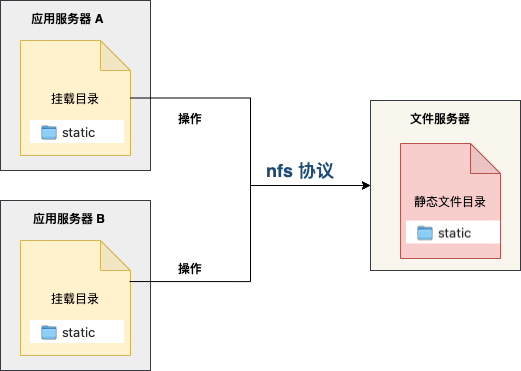 应用服务器 A
挂载目录
static
操作
nfs 协议
文件服务器
静态文件目录
static
应用服务器 B
操作
挂载目录
static